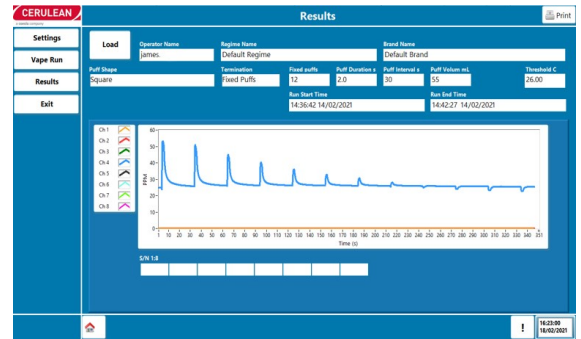 CERULEAN
Results
Print
Settings
Vape Run
Results
Exit
Load
Operator Name
james.
Regime Name
Default Regime
Brand Name
Default Brand
Puff Shape
Square
Termination
Fixed Puffs
Fixed puffs
12
Puff Duration s
2.0
Puff Interval s
30
Puff Volum mL
55
Threshold C
26.00
Run Start Time
14:36:42 14/02/2021
Run End Time
14:42:27 14/02/2021
Ch 1
Ch 2
Ch 3
Ch 4
Ch 5
Ch 6
Ch 7
Ch 8
PPM
60
50
40
30
20
10
0
1 10 20 30 40 50 60 70 80 90 100 110 120 130 140 150 160 170 180 190 200 210 220 230 240 250 260 270 280 290 300 310 320 330 340 351
Time (s)
S/N 1:8
!
16:23:00
18/02/2021